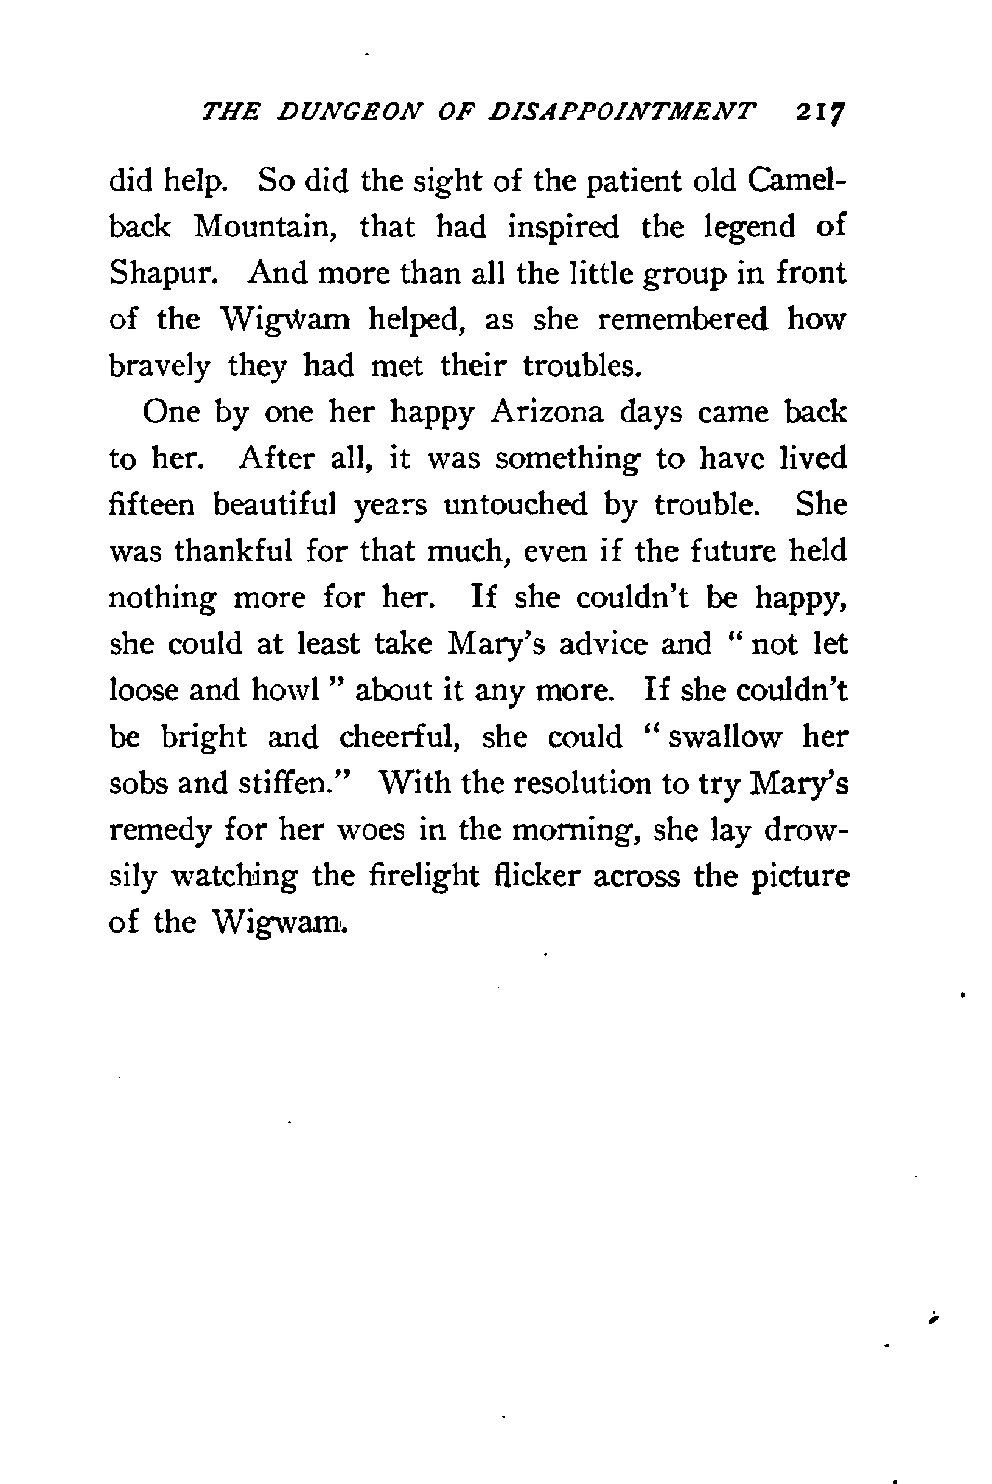 THE DUNGEON OF DISAPPOINTMENT 217
did help. So did the sight of the patient old Camel-
back Mountain, that had inspired the legend of
Shapur. And more than all the little group in front
of the Wigwam helped, as she remembered how
bravely they had met their troubles.
One by one her happy Arizona days came back
to her. After all, it was something to have lived
fifteen beautiful years untouched by trouble. She
was thankful for that much, even if the future held
nothing more for her. If she couldn't be happy,
she could at least take Mary's advice and " not let
loose and howl " about it any more. If she couldn't
be bright and cheerful, she could " swallow her
sobs and stiffen." With the resolution to try Mary's
remedy for her woes in the morning, she lay drow-
sily watching the firelight flicker across the picture
of the Wigwam.